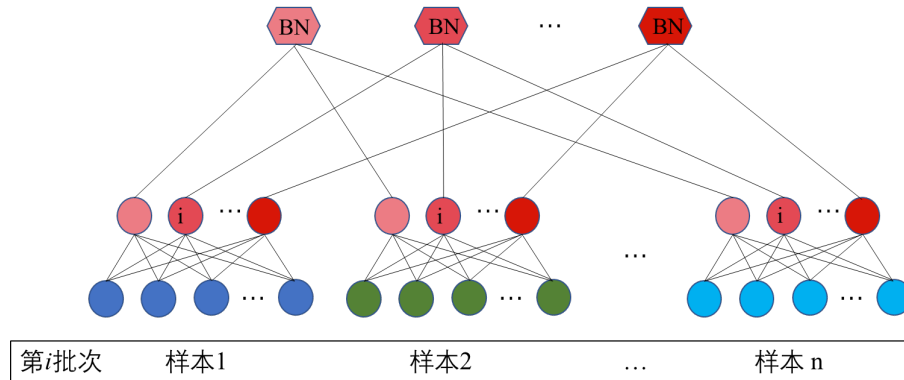 BN BN … BN
i … i … i …
… … … …
第i批次 样本1 样本2 … 样本 n